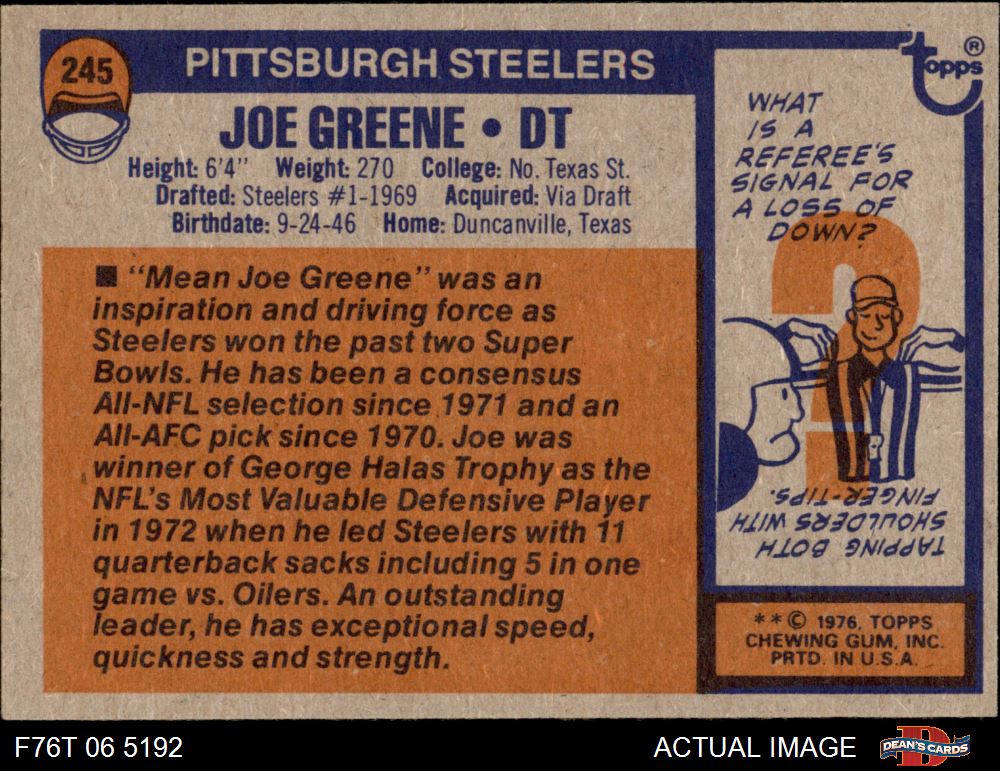 245
PITTSBURGH STEELERS
JOE GREENE • DT
Height: 6'4" Weight: 270 College: No. Texas St.
Drafted: Steelers #1-1969 Acquired: Via Draft
Birthdate: 9-24-46 Home: Duncanville, Texas
■ "Mean Joe Greene" was an
inspiration and driving force as
Steelers won the past two Super
Bowls. He has been a consensus
All-NFL selection since 1971 and an
All-AFC pick since 1970. Joe was
winner of George Halas Trophy as the
NFL's Most Valuable Defensive Player
in 1972 when he led Steelers with 11
quarterback sacks including 5 in one
game vs. Oilers. An outstanding
leader, he has exceptional speed,
quickness and strength.
topps ®
WHAT
IS A
REFEREE'S
SIGNAL FOR
A LOSS OF
DOWN?
?
TAPPING BOTH
SHOULDERS WITH
FINGER-TIPS.
* * © 1976, TOPPS
CHEWING GUM, INC.
PRTD. IN U.S.A.
F76T 06 5192
ACTUAL IMAGE
D
DEAN'S CARDS